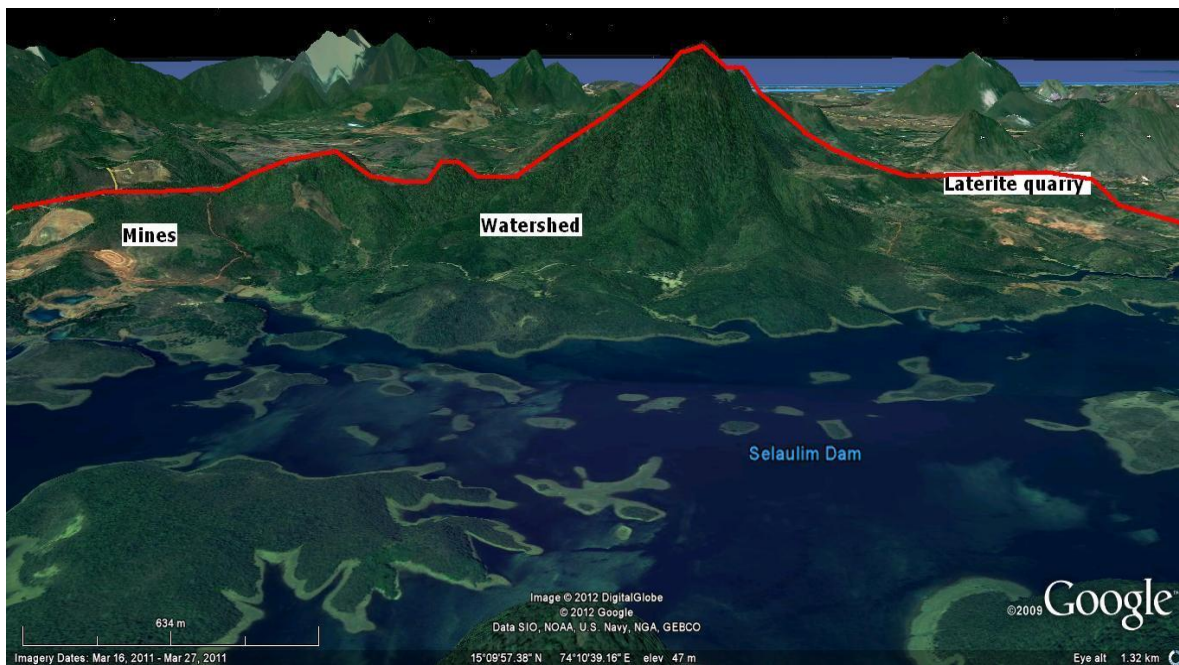 Laterite quarry
Watershed
Mines
Selaulim Dam
Image © 2012 DigitalGlobe
© 2012 Google
Data SIO, NOAA, U.S. Navy, NGA, GEBCO
©2009 Google™
634 m
Imagery Dates: Mar 16, 2011 - Mar 27, 2011
15°09'57.38" N 74°10'39.16" E elev 47 m
Eye alt 1.32 km